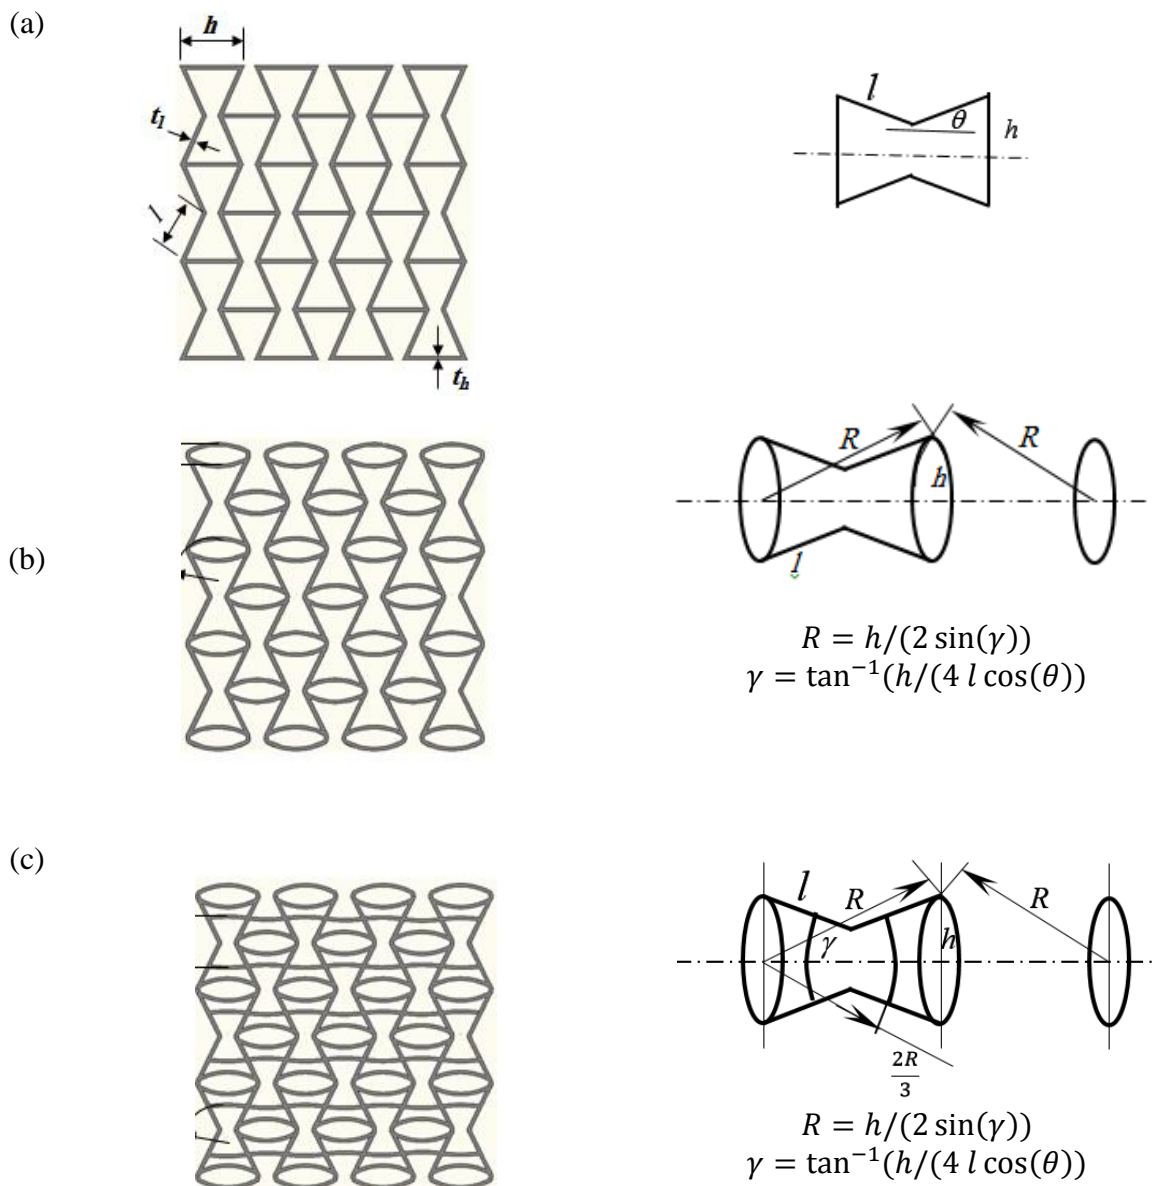 (a)
h
t_l
l
t_h
l
θ
h
(b)
R
R
h
l
R = h/(2 sin(γ))
γ = tan⁻¹(h/(4 l cos(θ))
(c)
l
R
R
γ
h
2R/3
R = h/(2 sin(γ))
γ = tan⁻¹(h/(4 l cos(θ))